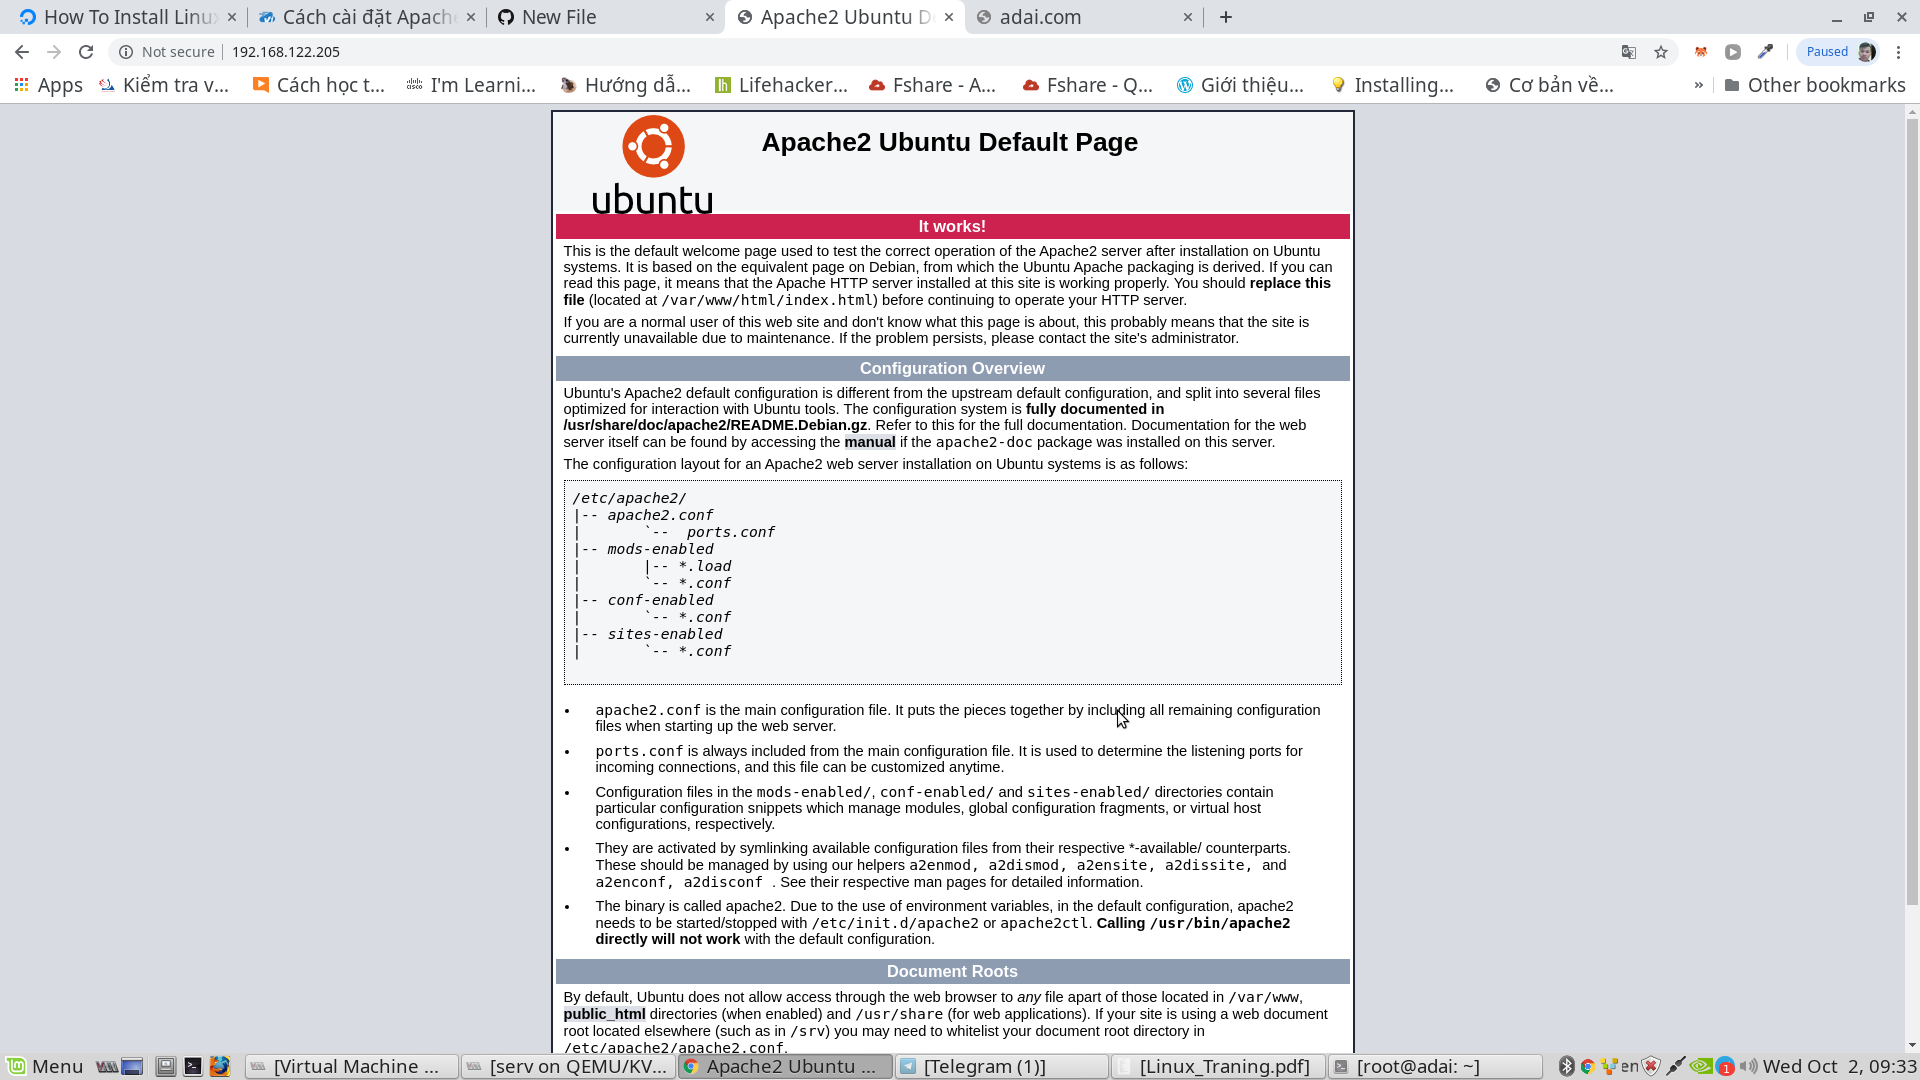 How To Install Linux
Cách cài đặt Apach
New File
Apache2 Ubuntu D
adai.com
Not secure
192.168.122.205
Paused
Apps
Kiểm tra v...
Cách học t...
I'm Learni...
Hướng dẫ...
Lifehacker...
Fshare - A...
Fshare - Q...
Giới thiệu...
Installing...
Cơ bản về...
»
Other bookmarks
ubuntu
Apache2 Ubuntu Default Page
It works!
This is the default welcome page used to test the correct operation of the Apache2 server after installation on Ubuntu
systems. It is based on the equivalent page on Debian, from which the Ubuntu Apache packaging is derived. If you can
read this page, it means that the Apache HTTP server installed at this site is working properly. You should replace this
file (located at /var/www/html/index.html) before continuing to operate your HTTP server.
If you are a normal user of this web site and don't know what this page is about, this probably means that the site is
currently unavailable due to maintenance. If the problem persists, please contact the site's administrator.
Configuration Overview
Ubuntu's Apache2 default configuration is different from the upstream default configuration, and split into several files
optimized for interaction with Ubuntu tools. The configuration system is fully documented in
/usr/share/doc/apache2/README.Debian.gz. Refer to this for the full documentation. Documentation for the web
server itself can be found by accessing the manual if the apache2-doc package was installed on this server.
The configuration layout for an Apache2 web server installation on Ubuntu systems is as follows:
/etc/apache2/
|-- apache2.conf
|       `--  ports.conf
|-- mods-enabled
|       |-- *.load
|       `-- *.conf
|-- conf-enabled
|       `-- *.conf
|-- sites-enabled
|       `-- *.conf
• apache2.conf is the main configuration file. It puts the pieces together by including all remaining configuration
files when starting up the web server.
• ports.conf is always included from the main configuration file. It is used to determine the listening ports for
incoming connections, and this file can be customized anytime.
• Configuration files in the mods-enabled/, conf-enabled/ and sites-enabled/ directories contain
particular configuration snippets which manage modules, global configuration fragments, or virtual host
configurations, respectively.
• They are activated by symlinking available configuration files from their respective *-available/ counterparts.
These should be managed by using our helpers a2enmod, a2dismod, a2ensite, a2dissite, and
a2enconf, a2disconf . See their respective man pages for detailed information.
• The binary is called apache2. Due to the use of environment variables, in the default configuration, apache2
needs to be started/stopped with /etc/init.d/apache2 or apache2ctl. Calling /usr/bin/apache2
directly will not work with the default configuration.
Document Roots
By default, Ubuntu does not allow access through the web browser to any file apart of those located in /var/www,
public_html directories (when enabled) and /usr/share (for web applications). If your site is using a web document
root located elsewhere (such as in /srv) you may need to whitelist your document root directory in
/etc/apache2/apache2.conf.
Menu
[Virtual Machine ...
[serv on QEMU/KV...
Apache2 Ubuntu ...
[Telegram (1)]
[Linux_Traning.pdf]
[root@adai: ~]
en
1
Wed Oct 2, 09:33